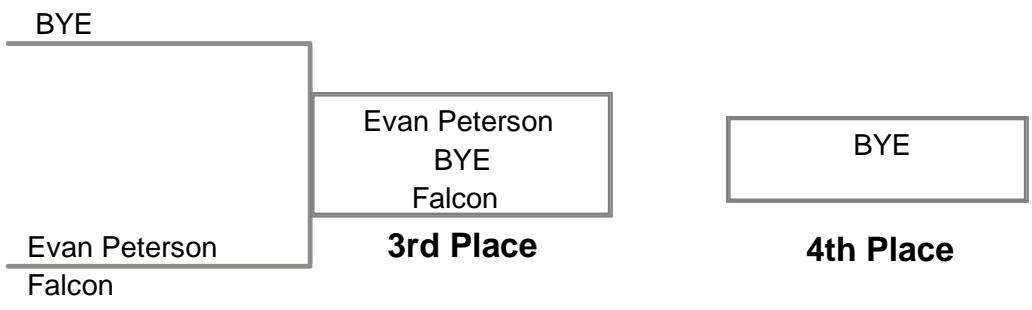 BYE
Evan Peterson
BYE
Falcon
3rd Place
BYE
4th Place
Evan Peterson
Falcon